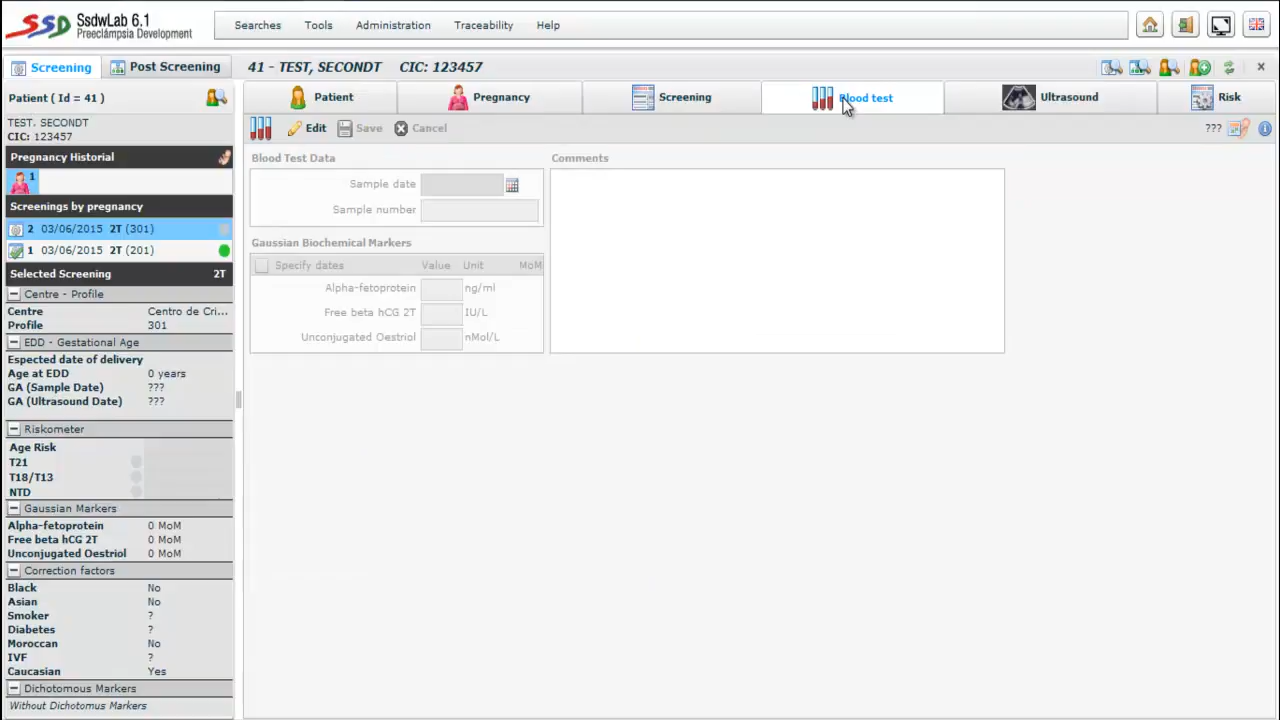 SSD
SsdwLab 6.1
Preeclàmpsia Development
Searches Tools Administration Traceability Help
Screening Post Screening
41 - TEST, SECONDT CIC: 123457
Patient ( Id = 41 )
Patient Pregnancy Screening Blood test Ultrasound Risk
TEST. SECONDT
CIC: 123457
Edit Save Cancel ???
Pregnancy Historial
1
Screenings by pregnancy
2 03/06/2015 2T (301)
1 03/06/2015 2T (201)
Selected Screening 2T
Centre - Profile
Centre Centro de Cri...
Profile 301
EDD - Gestational Age
Expected date of delivery
Age at EDD 0 years
GA (Sample Date) ???
GA (Ultrasound Date) ???
Riskometer
Age Risk
T21
T18/T13
NTD
Gaussian Markers
Alpha-fetoprotein 0 MoM
Free beta hCG 2T 0 MoM
Unconjugated Oestriol 0 MoM
Correction factors
Black No
Asian No
Smoker ?
Diabetes ?
Moroccan No
IVF ?
Caucasian Yes
Dichotomous Markers
Without Dichotomus Markers
Blood Test Data
Sample date
Sample number
Gaussian Biochemical Markers
Specify dates Value Unit MoM
Alpha-fetoprotein ng/ml
Free beta hCG 2T IU/L
Unconjugated Oestriol nMol/L
Comments